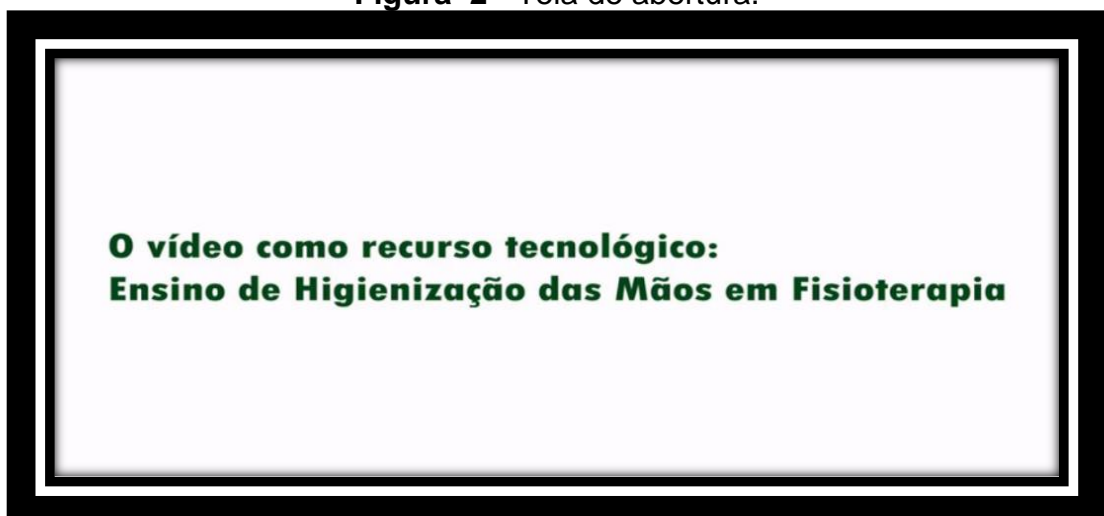 Figura 2 - Tela de abertura.
O vídeo como recurso tecnológico:
Ensino de Higienização das Mãos em Fisioterapia